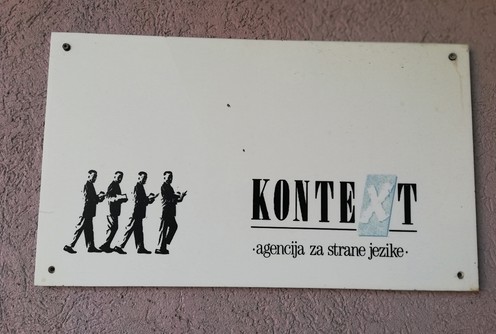 KONTEXT
·agencija za strane jezike·